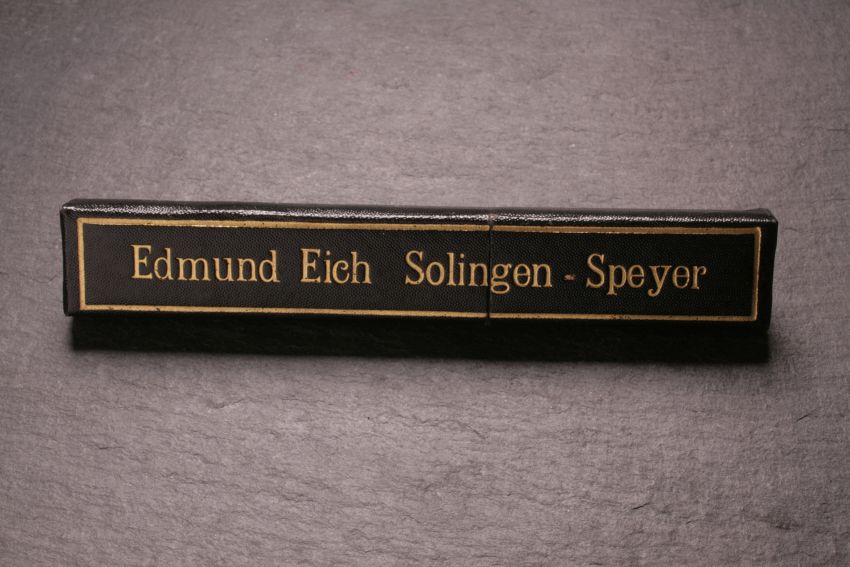 Edmund Eich Solingen - Speyer